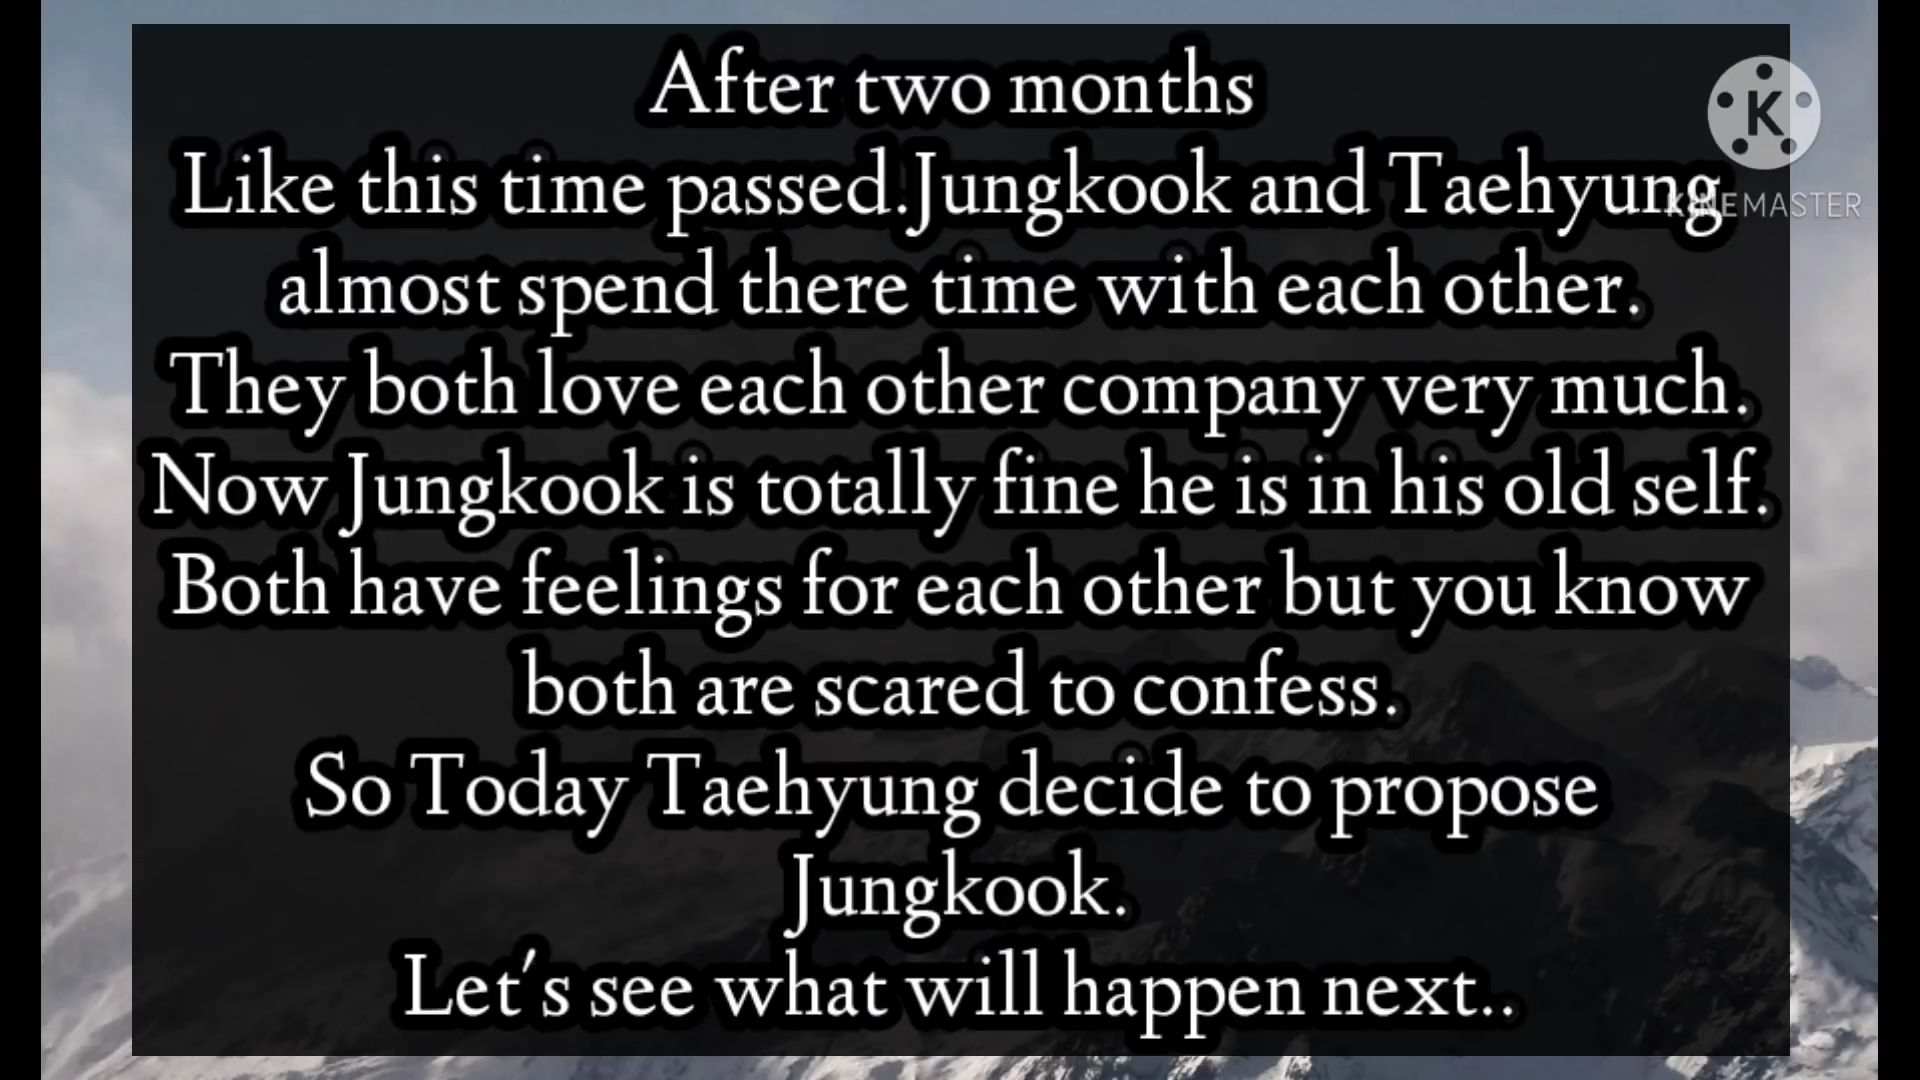 After two months
Like this time passed.Jungkook and Taehyung
almost spend there time with each other.
They both love each other company very much.
Now Jungkook is totally fine he is in his old self.
Both have feelings for each other but you know
both are scared to confess.
So Today Taehyung decide to propose
Jungkook.
Let's see what will happen next..
K
KINEMASTER